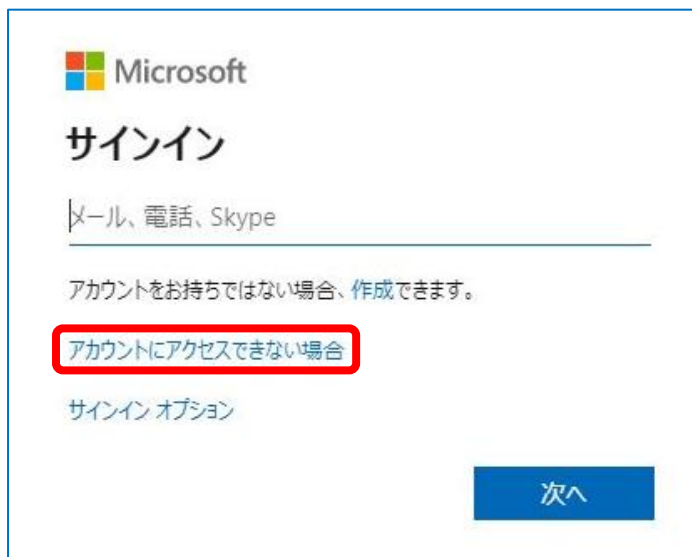 Microsoft
サインイン
メール、電話、Skype
アカウントをお持ちではない場合、作成できます。
アカウントにアクセスできない場合
サインイン オプション
次へ